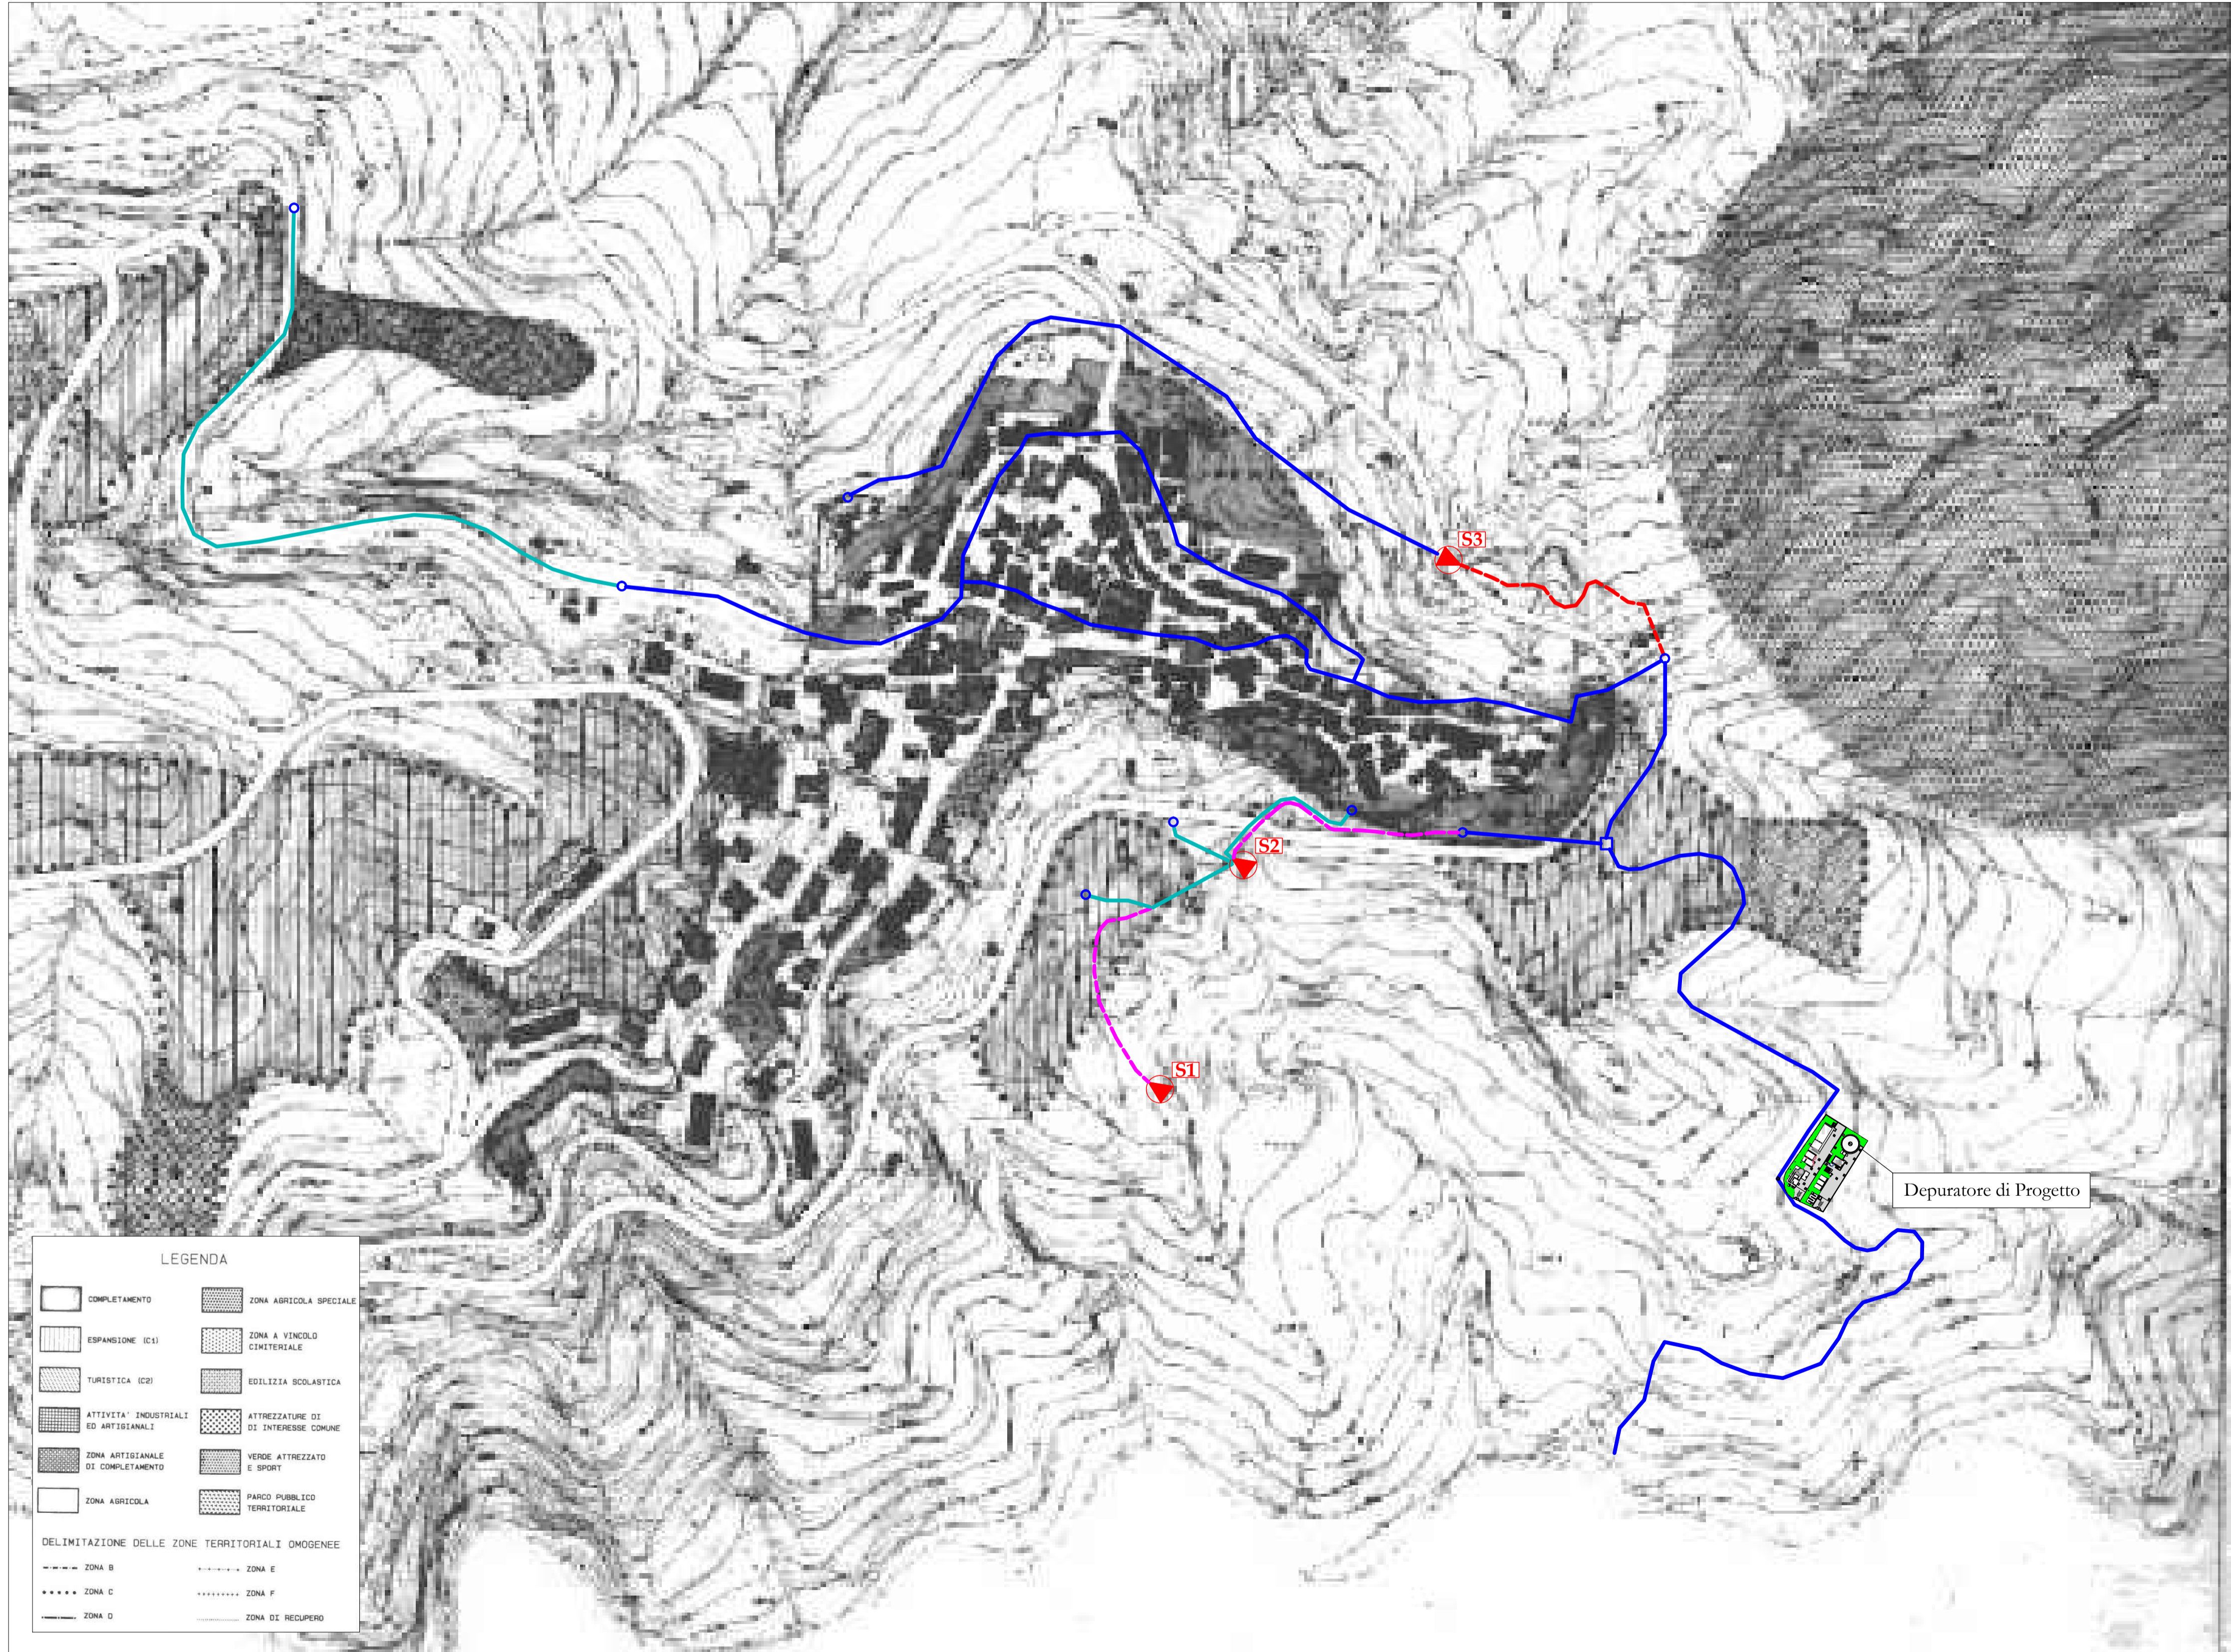 S3
S2
S1
Depuratore di Progetto
LEGENDA
COMPLETAMENTO
ESPANSIONE (C1)
TURISTICA (C2)
ATTIVITA' INDUSTRIALI
ED ARTIGIANALI
ZONA ARTIGIANALE
DI COMPLETAMENTO
ZONA AGRICOLA
ZONA AGRICOLA SPECIALE
ZONA A VINCOLO
CIMITERIALE
EDILIZIA SCOLASTICA
ATTREZZATURE DI
DI INTERESSE COMUNE
VERDE ATTREZZATO
E SPORT
PARCO PUBBLICO
TERRITORIALE
DELIMITAZIONE DELLE ZONE TERRITORIALI OMOGENEE
ZONA B
ZONA C
ZONA D
ZONA E
ZONA F
ZONA DI RECUPERO